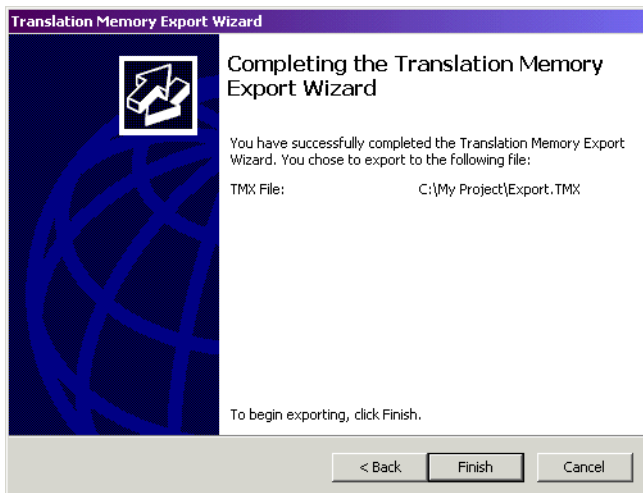 Translation Memory Export Wizard
Completing the Translation Memory
Export Wizard
You have successfully completed the Translation Memory Export
Wizard. You chose to export to the following file:
TMX File: C:\My Project\Export.TMX
To begin exporting, click Finish.
< Back Finish Cancel